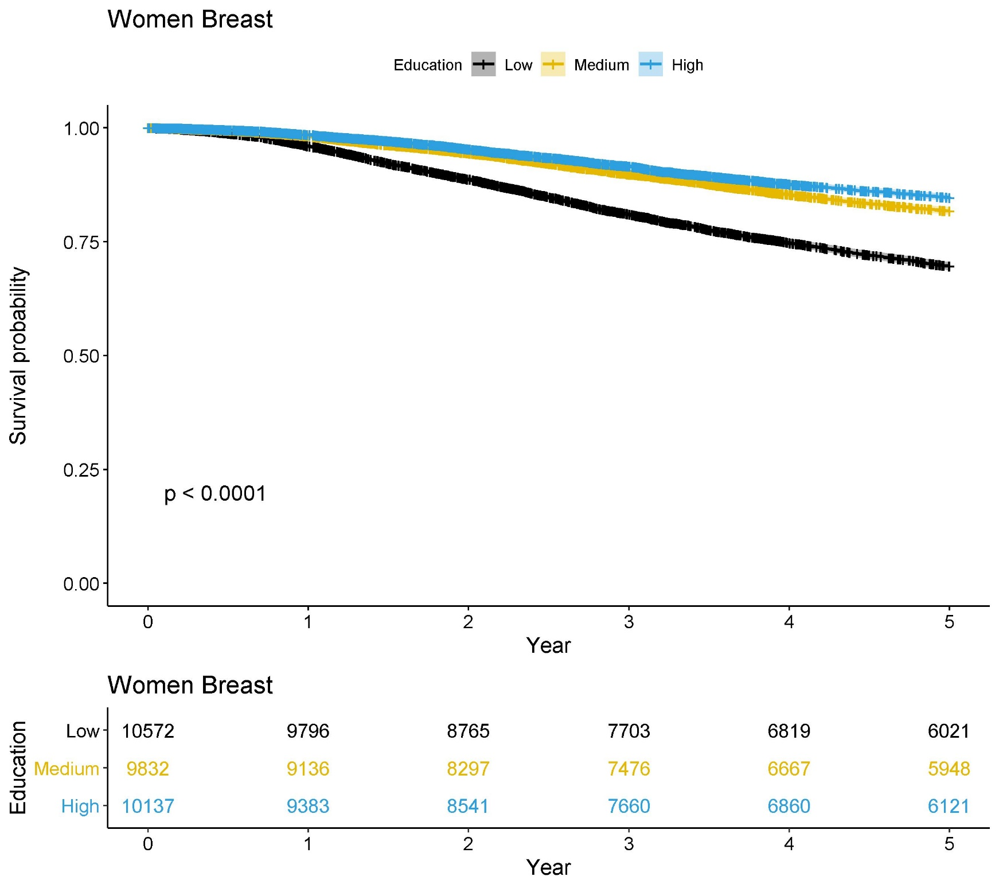 Women Breast
Education Low Medium High
Survival probability
1.00
0.75
0.50
0.25
0.00
p < 0.0001
0 1 2 3 4 5
Year
Women Breast
Education
Low 10572 9796 8765 7703 6819 6021
Medium 9832 9136 8297 7476 6667 5948
High 10137 9383 8541 7660 6860 6121
0 1 2 3 4 5
Year